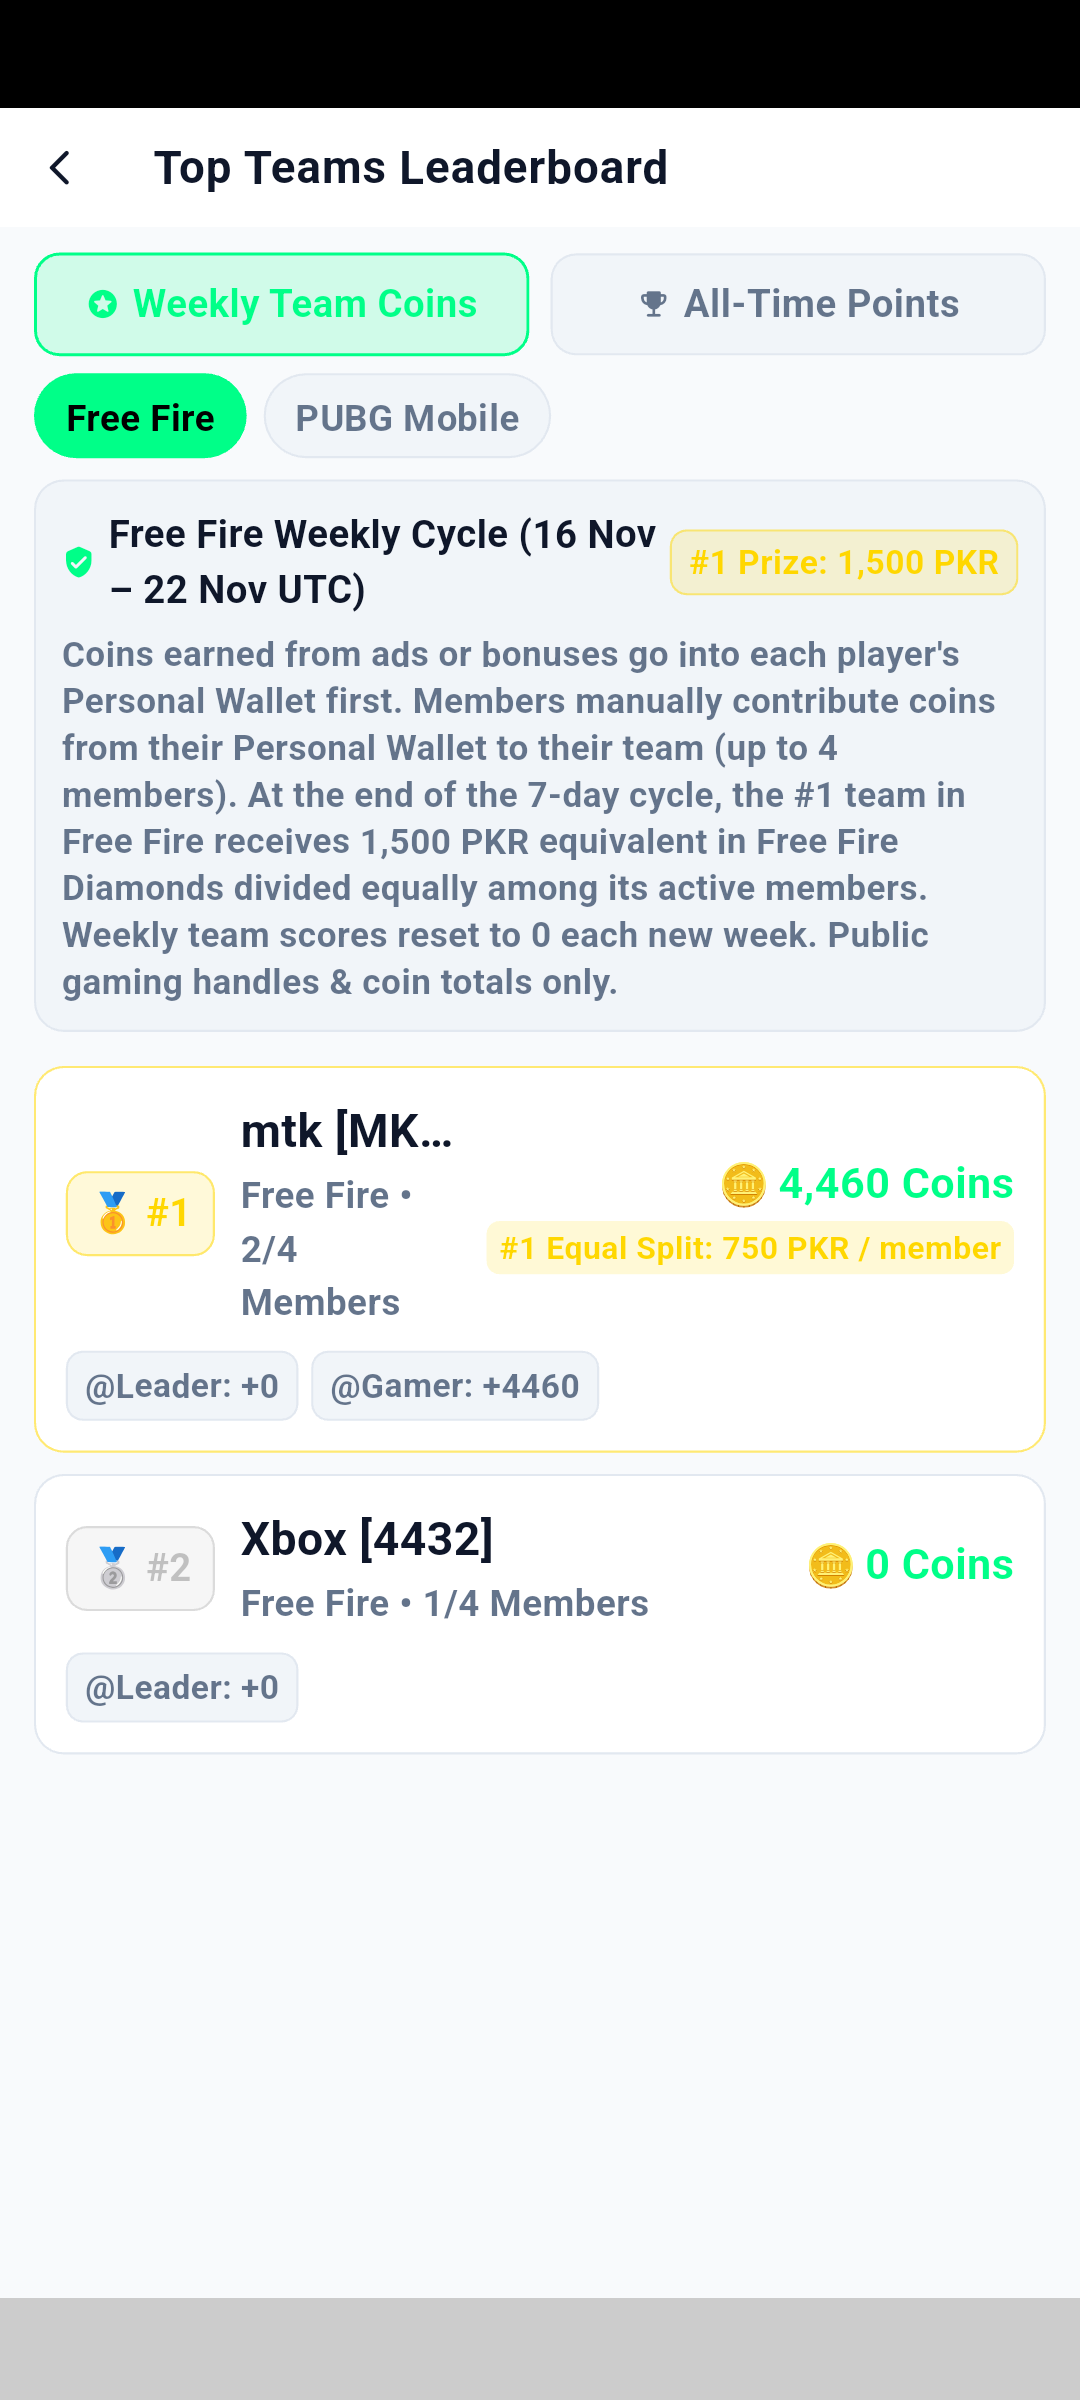 Top Teams Leaderboard
Weekly Team Coins
All-Time Points
Free Fire
PUBG Mobile
Free Fire Weekly Cycle (16 Nov
– 22 Nov UTC)
#1 Prize: 1,500 PKR
Coins earned from ads or bonuses go into each player's
Personal Wallet first. Members manually contribute coins
from their Personal Wallet to their team (up to 4
members). At the end of the 7-day cycle, the #1 team in
Free Fire receives 1,500 PKR equivalent in Free Fire
Diamonds divided equally among its active members.
Weekly team scores reset to 0 each new week. Public
gaming handles & coin totals only.
🥇 #1
mtk [MK...
Free Fire •
2/4
Members
🪙 4,460 Coins
#1 Equal Split: 750 PKR / member
@Leader: +0
@Gamer: +4460
🥈 #2
Xbox [4432]
Free Fire • 1/4 Members
🪙 0 Coins
@Leader: +0